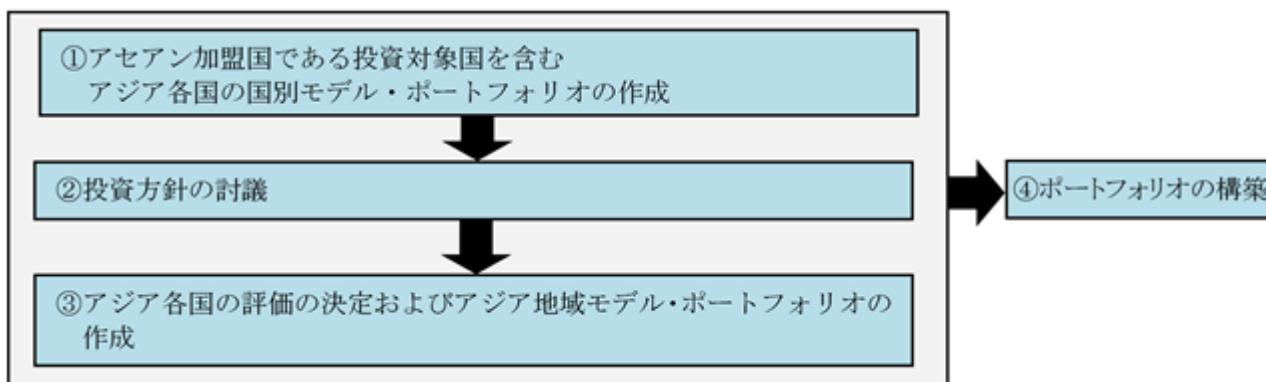 ①アセアン加盟国である投資対象国を含む
アジア各国の国別モデル・ポートフォリオの作成
②投資方針の討議
③アジア各国の評価の決定およびアジア地域モデル・ポートフォリオの
作成
④ポートフォリオの構築